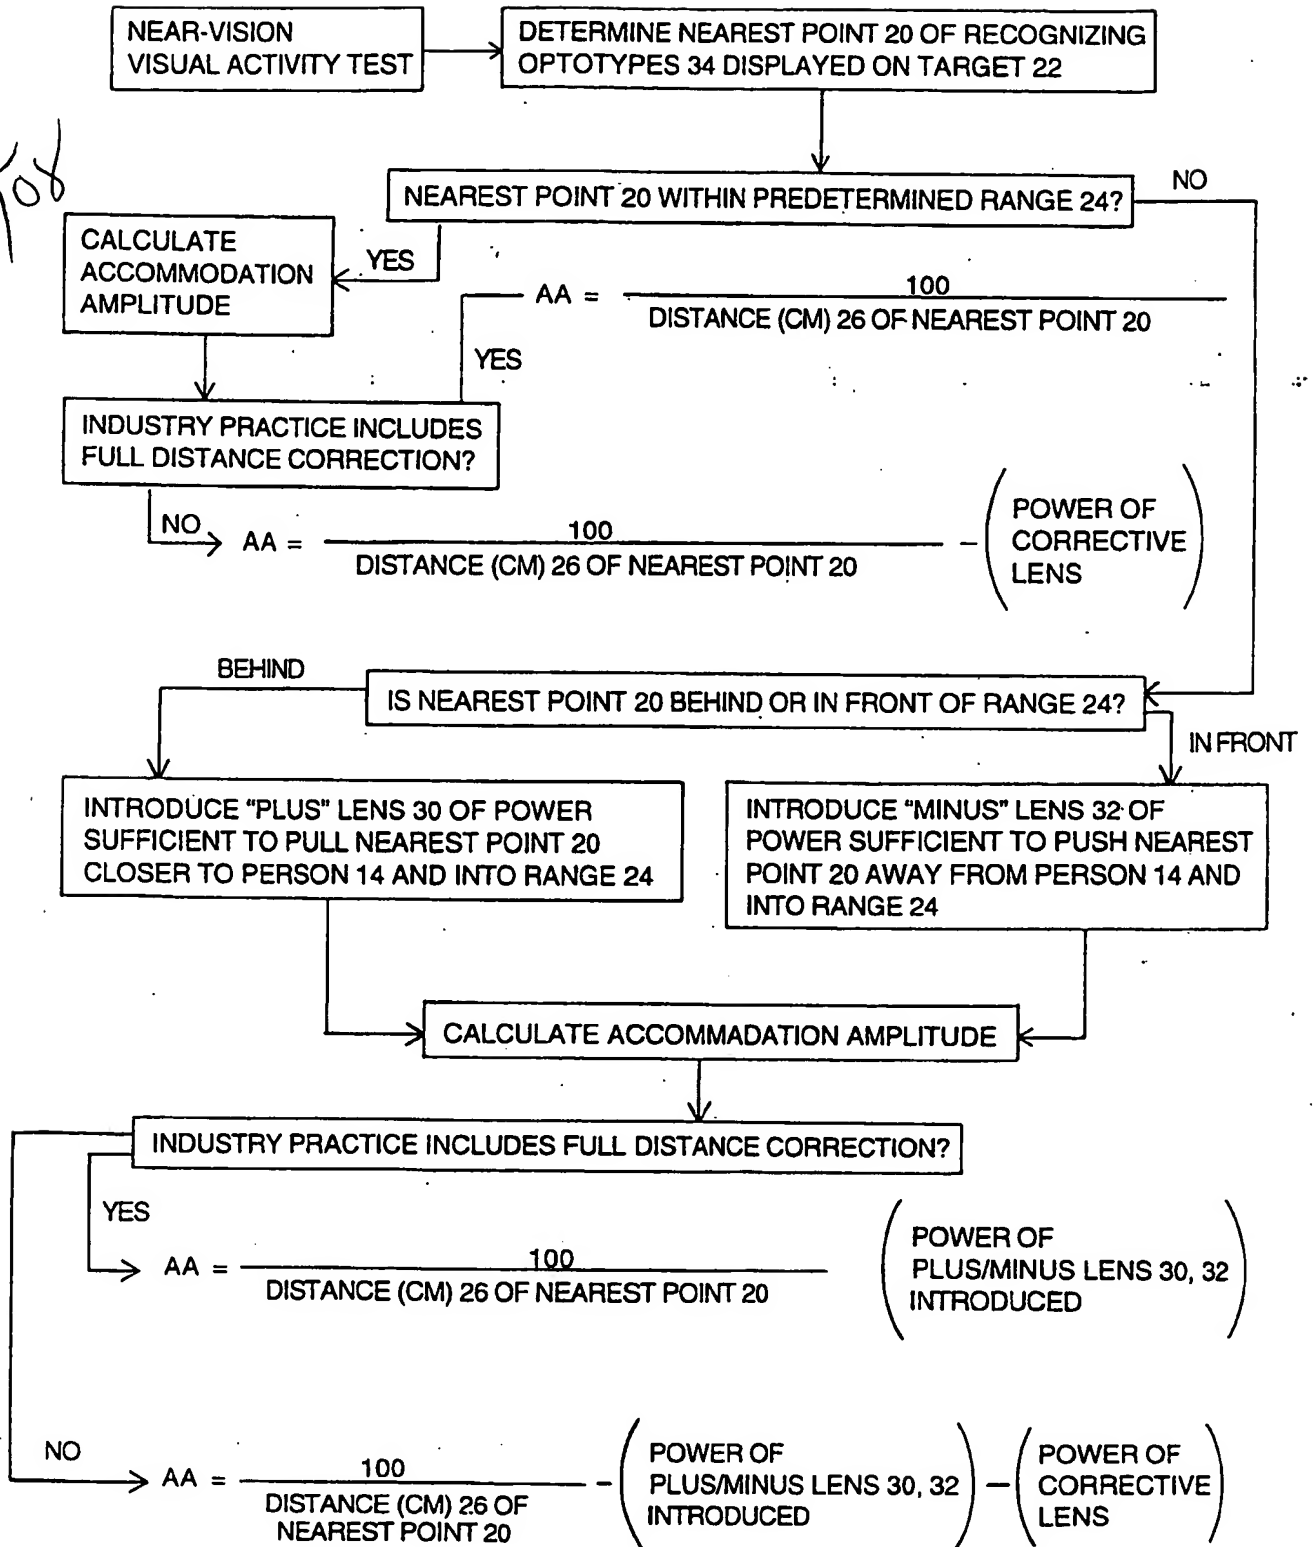 NEAR-VISION
VISUAL ACTIVITY TEST
DETERMINE NEAREST POINT 20 OF RECOGNIZING
OPTOTYPES 34 DISPLAYED ON TARGET 22
NEAREST POINT 20 WITHIN PREDETERMINED RANGE 24?
NO
YES
CALCULATE
ACCOMMODATION
AMPLITUDE
AA =
100
DISTANCE (CM) 26 OF NEAREST POINT 20
YES
INDUSTRY PRACTICE INCLUDES
FULL DISTANCE CORRECTION?
NO
AA =
100
DISTANCE (CM) 26 OF NEAREST POINT 20
− (
POWER OF
CORRECTIVE
LENS
)
BEHIND
IS NEAREST POINT 20 BEHIND OR IN FRONT OF RANGE 24?
IN FRONT
INTRODUCE "PLUS" LENS 30 OF POWER
SUFFICIENT TO PULL NEAREST POINT 20
CLOSER TO PERSON 14 AND INTO RANGE 24
INTRODUCE "MINUS" LENS 32 OF
POWER SUFFICIENT TO PUSH NEAREST
POINT 20 AWAY FROM PERSON 14 AND
INTO RANGE 24
CALCULATE ACCOMMADATION AMPLITUDE
INDUSTRY PRACTICE INCLUDES FULL DISTANCE CORRECTION?
YES
AA =
100
DISTANCE (CM) 26 OF NEAREST POINT 20
(
POWER OF
PLUS/MINUS LENS 30, 32
INTRODUCED
)
NO
AA =
100
DISTANCE (CM) 26 OF
NEAREST POINT 20
− (
POWER OF
PLUS/MINUS LENS 30, 32
INTRODUCED
) − (
POWER OF
CORRECTIVE
LENS
)